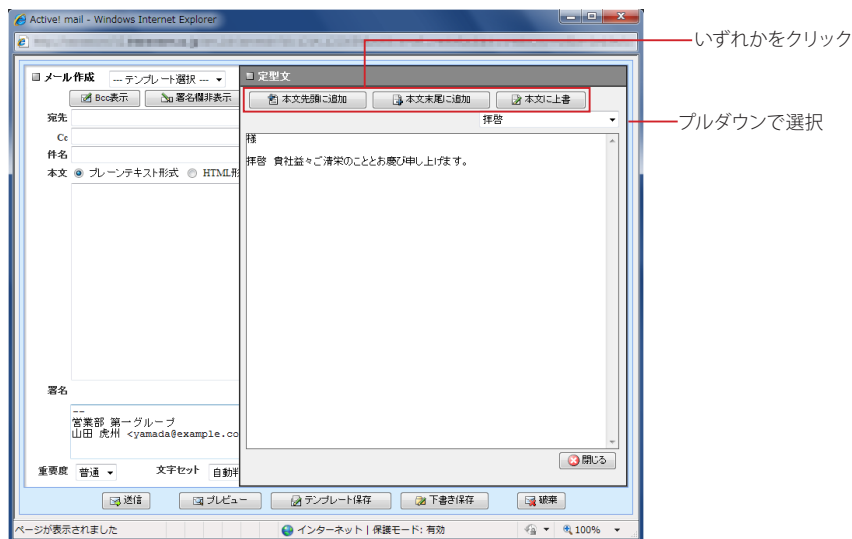 Active! mail - Windows Internet Explorer
いずれかをクリック
メール作成 --- テンプレート選択 ---
定型文
Bcc表示 署名欄非表示
本文先頭に追加 本文末尾に追加 本文に上書
宛先
拝啓
プルダウンで選択
Cc
様
件名
拝啓 貴社益々ご清栄のこととお慶び申し上げます。
本文 プレーンテキスト形式 HTML形
署名
--
営業部 第一グループ
山田 虎州 <yamada@example.co
閉じる
重要度 普通 文字セット 自動判
送信 プレビュー テンプレート保存 下書き保存 破棄
ページが表示されました インターネット | 保護モード: 有効 100%